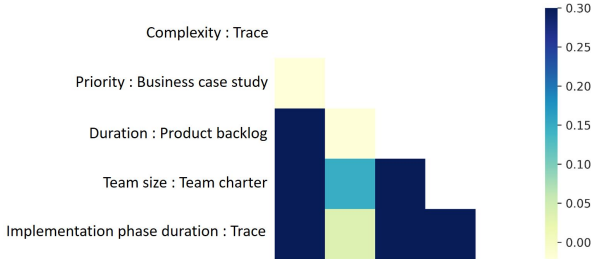 Complexity : Trace
Priority : Business case study
Duration : Product backlog
Team size : Team charter
Implementation phase duration : Trace
0.30
0.30
0.20
0.15
0.10
0.05
0.00